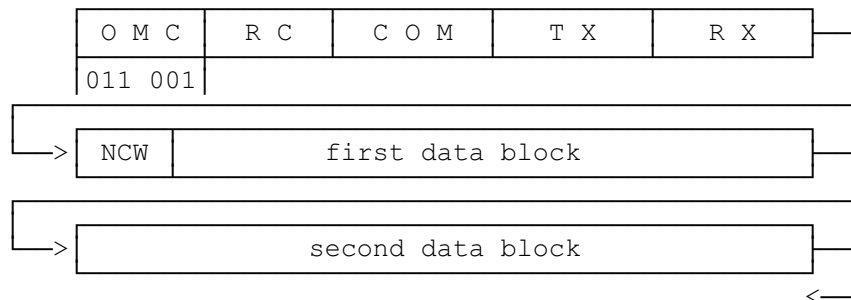 O M C R C C O M T X R X
011 001
> NCW first data block
> second data block
<